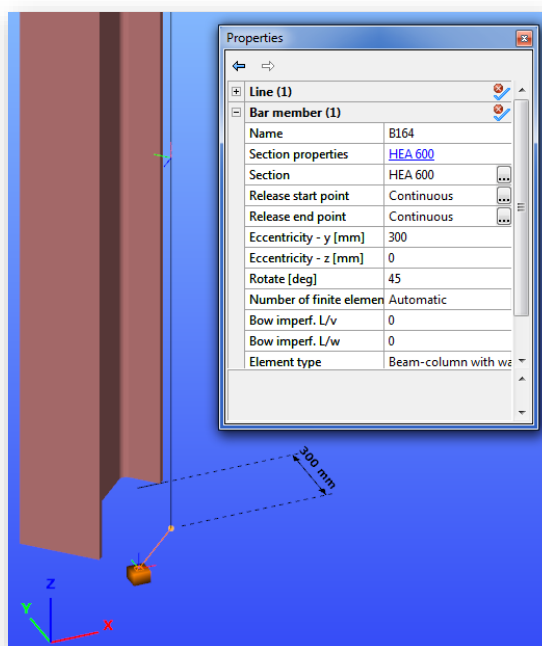 Properties
Line (1)
Bar member (1)
Name B164
Section properties HEA 600
Section HEA 600 ...
Release start point Continuous ...
Release end point Continuous ...
Eccentricity - y [mm] 300
Eccentricity - z [mm] 0
Rotate [deg] 45
Number of finite elemen Automatic
Bow imperf. L/v 0
Bow imperf. L/w 0
Element type Beam-column with wa
300 mm
Z
Y
X